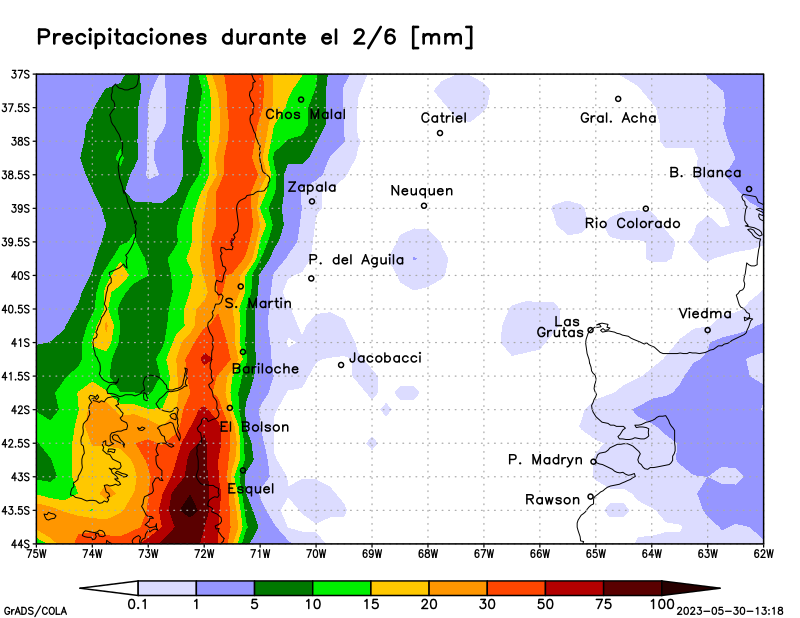 Precipitaciones durante el 2/6 [mm]
37S
37.5S
38S
38.5S
39S
39.5S
40S
40.5S
41S
41.5S
42S
42.5S
43S
43.5S
44S
Chos Malal
Catriel
Gral. Acha
B. Blanca
Zapala
Neuquen
Rio Colorado
P. del Aguila
S. Martin
Las
Grutas
Viedma
Bariloche
Jacobacci
El Bolson
P. Madryn
Esquel
Rawson
75W 74W 73W 72W 71W 70W 69W 68W 67W 66W 65W 64W 63W 62W
0.1 1 5 10 15 20 30 50 75 100
GrADS/COLA
2023-05-30-13:18